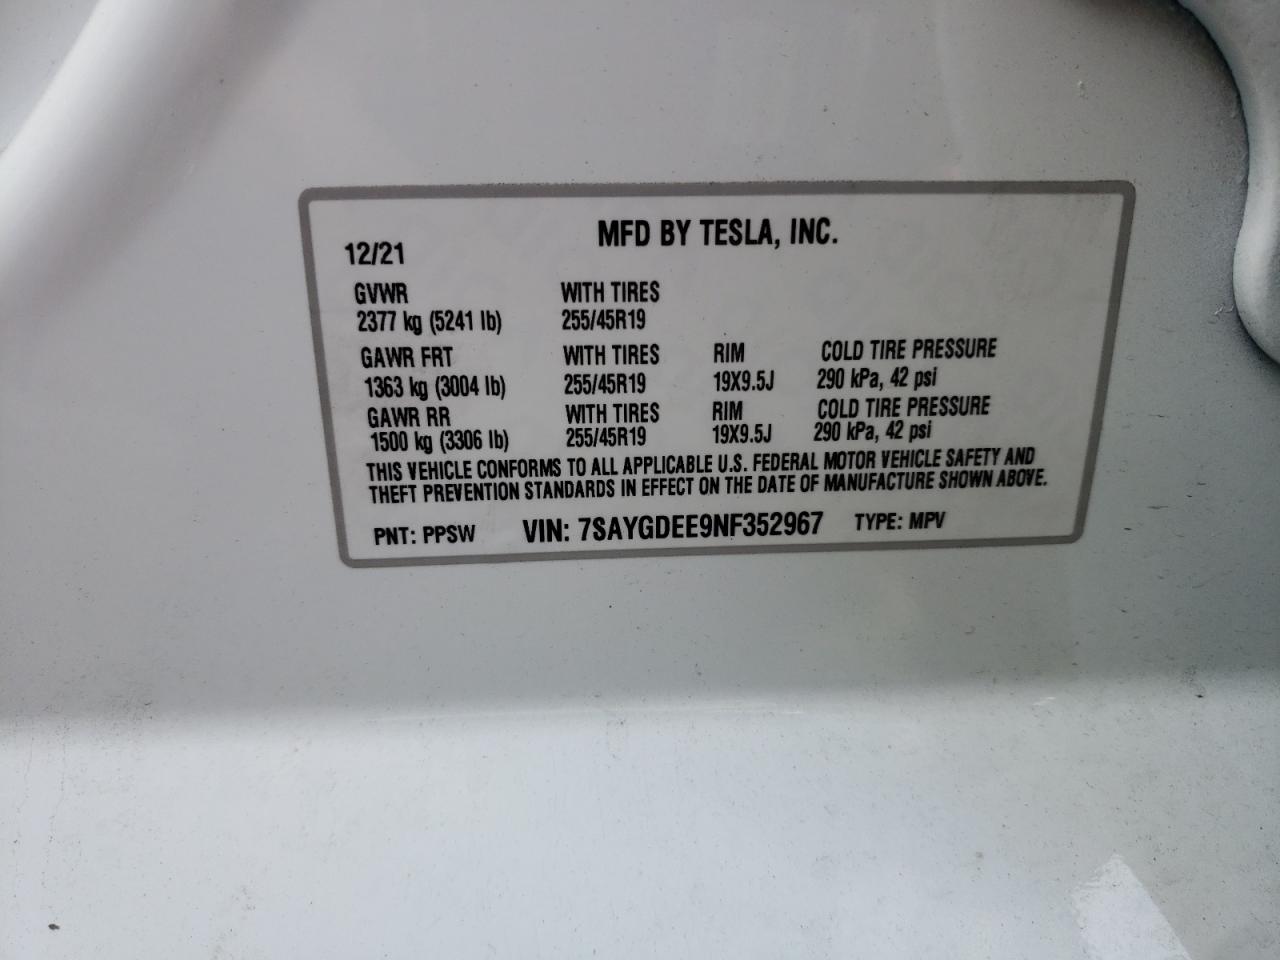 MFD BY TESLA, INC.
12/21
GVWR WITH TIRES
2377 kg (5241 lb) 255/45R19
GAWR FRT WITH TIRES RIM COLD TIRE PRESSURE
1363 kg (3004 lb) 255/45R19 19X9.5J 290 kPa, 42 psi
GAWR RR WITH TIRES RIM COLD TIRE PRESSURE
1500 kg (3306 lb) 255/45R19 19X9.5J 290 kPa, 42 psi
THIS VEHICLE CONFORMS TO ALL APPLICABLE U.S. FEDERAL MOTOR VEHICLE SAFETY AND
THEFT PREVENTION STANDARDS IN EFFECT ON THE DATE OF MANUFACTURE SHOWN ABOVE.
PNT: PPSW VIN: 7SAYGDEE9NF352967 TYPE: MPV